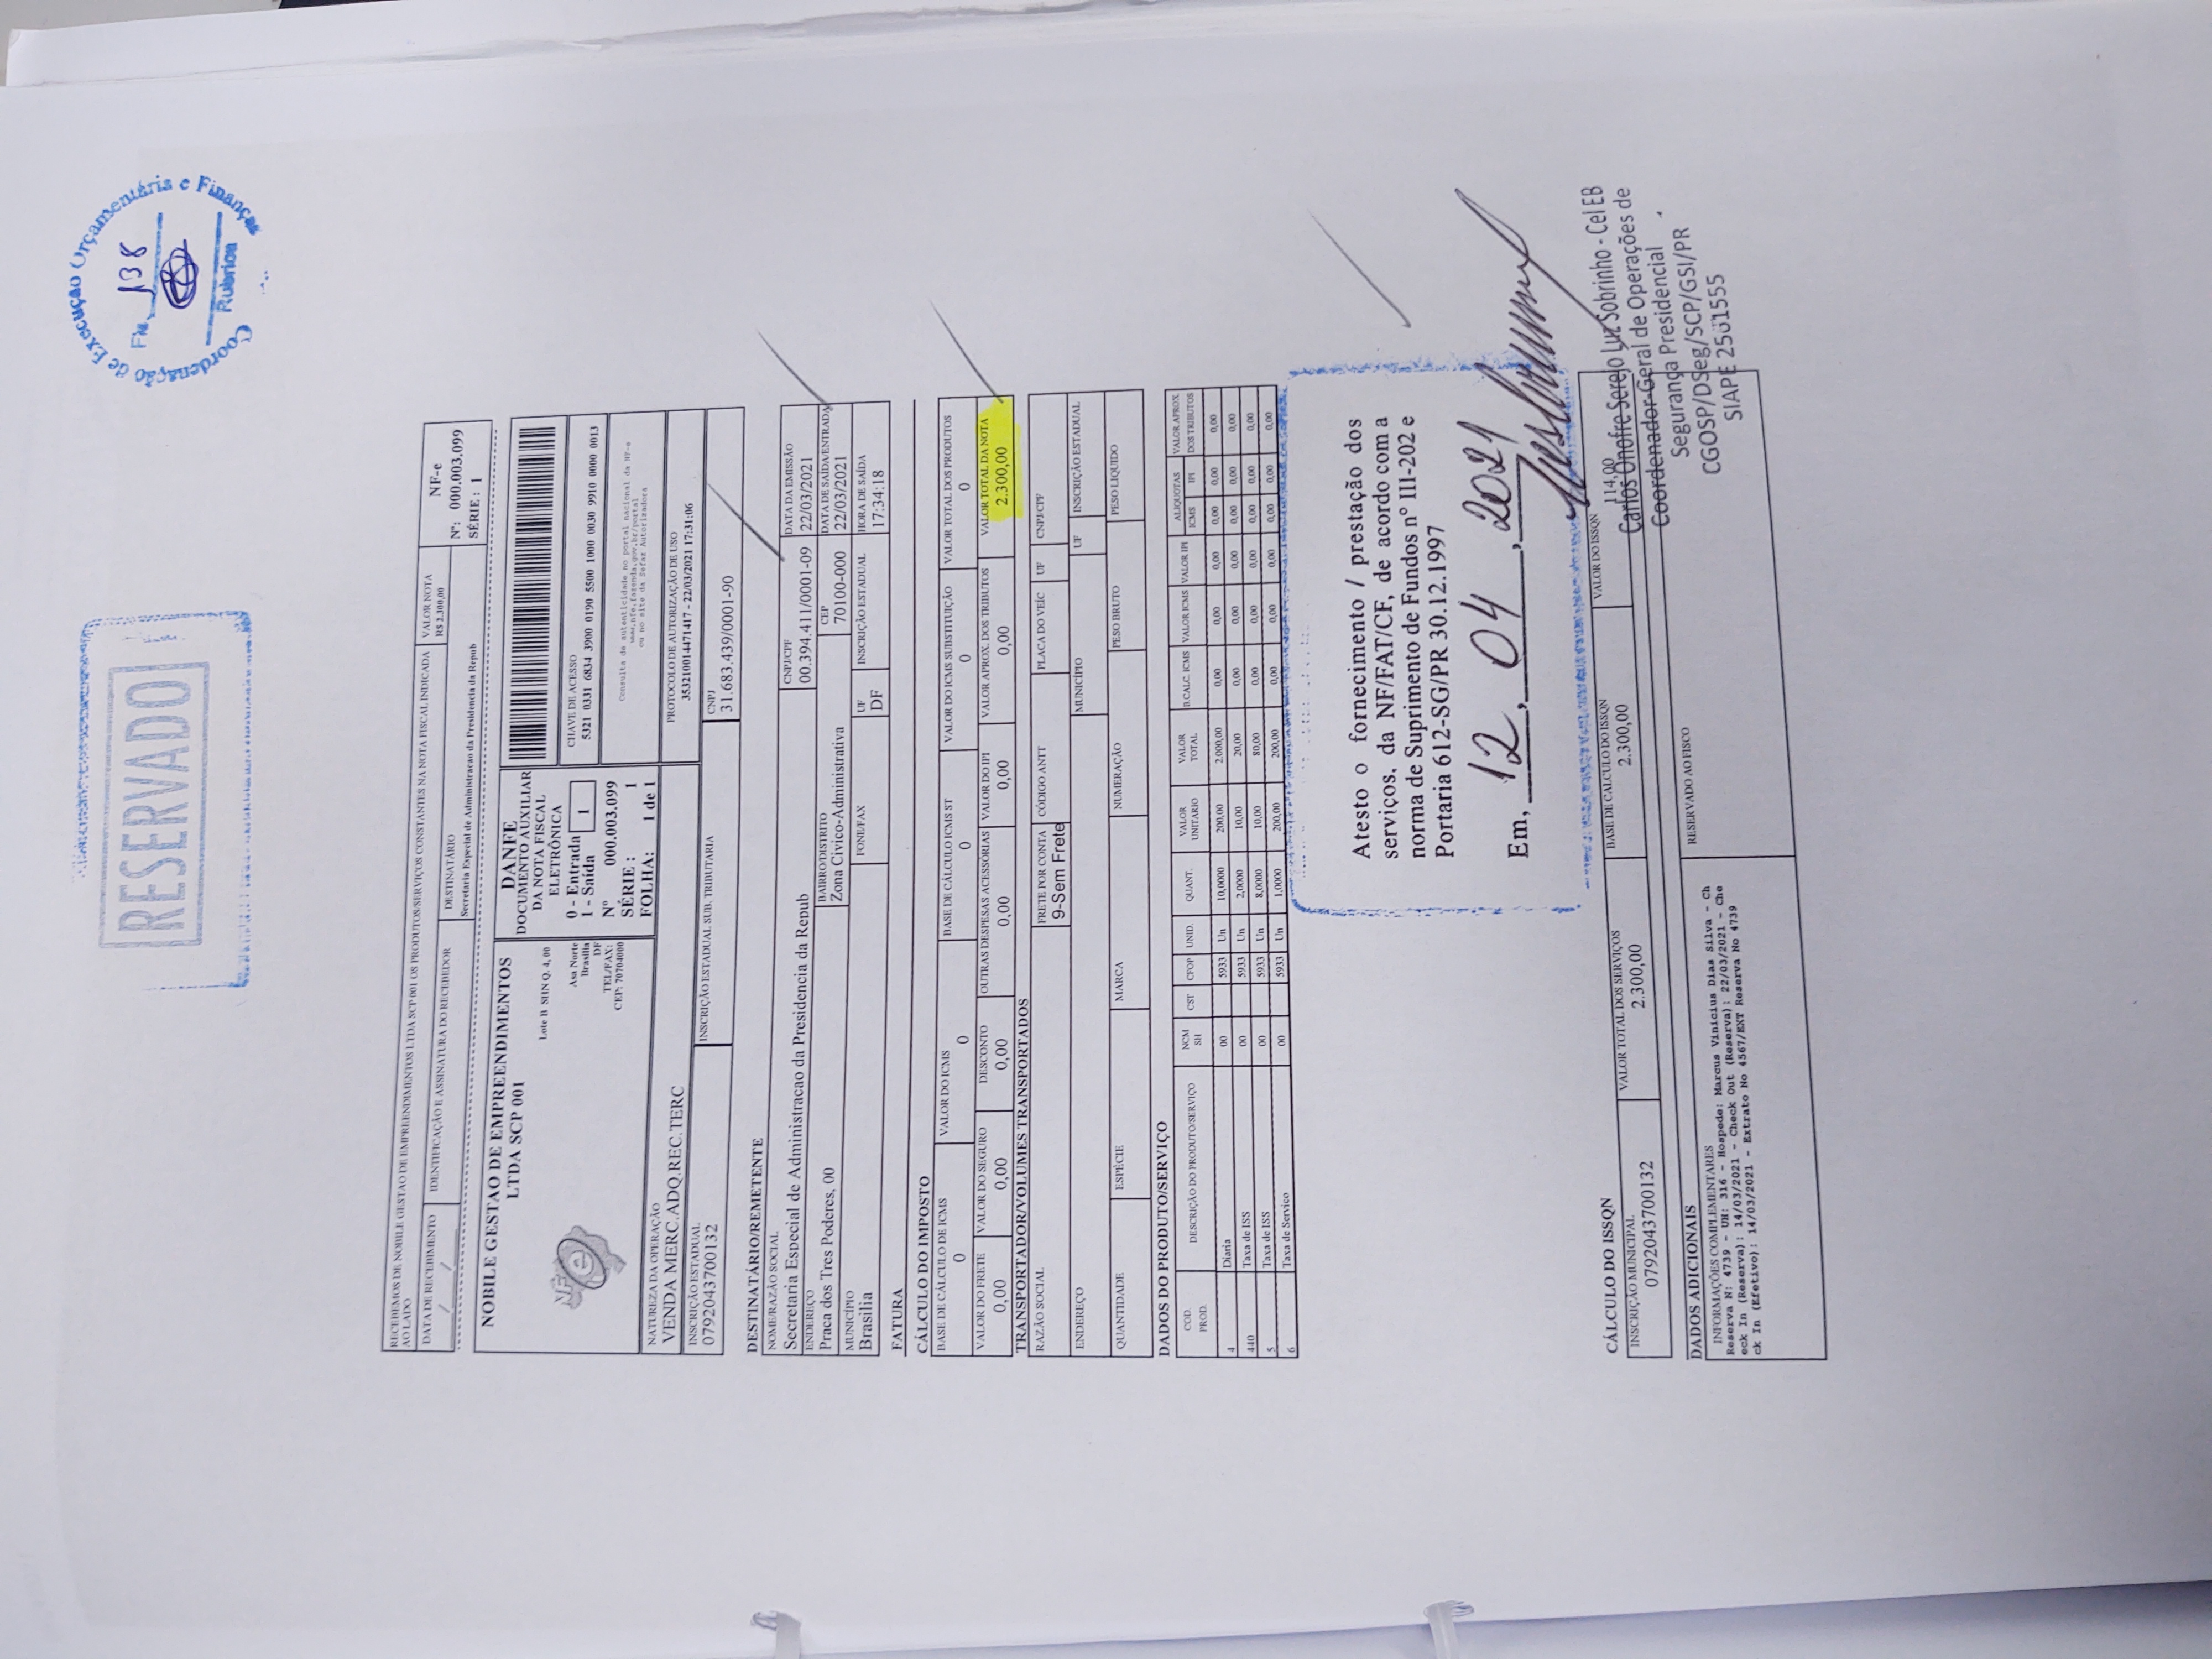 RESERVADO
Coordenação de Execução Orçamentária e Finanças
Fls. 138
Rubrica
RECEBEMOS DE NOBILE GESTAO DE EMPREENDIMENTOS LTDA SCP 001 OS PRODUTOS/SERVIÇOS CONSTANTES NA NOTA FISCAL INDICADA
AO LADO
VALOR NOTA
R$ 2.300,00
NF-e
Nº: 000.003.099
SÉRIE : 1
DATA DE RECEBIMENTO
__/__/__
IDENTIFICAÇÃO E ASSINATURA DO RECEBEDOR
DESTINATÁRIO
Secretaria Especial de Administracao da Presidencia da Repub
NOBILE GESTAO DE EMPREENDIMENTOS
LTDA SCP 001
NFe
Lote B SHN Q. 4, 00
Asa Norte
Brasilia
DF
TEL/FAX:
CEP: 70704000
DANFE
DOCUMENTO AUXILIAR
DA NOTA FISCAL
ELETRÔNICA
0 - Entrada
1 - Saída 1
Nº 000.003.099
SÉRIE : 1
FOLHA: 1 de 1
CHAVE DE ACESSO
5321 0331 6834 3900 0190 5500 1000 0030 9910 0000 0013
Consulta de autenticidade no portal nacional da NF-e
www.nfe.fazenda.gov.br/portal
ou no site da Sefaz Autorizadora
NATUREZA DA OPERAÇÃO
VENDA MERC.ADQ.REC.TERC
PROTOCOLO DE AUTORIZAÇÃO DE USO
353210014471417 - 22/03/2021 17:31:06
INSCRIÇÃO ESTADUAL
0792043700132
INSCRIÇÃO ESTADUAL SUB. TRIBUTARIA
CNPJ
31.683.439/0001-90
DESTINATÁRIO/REMETENTE
NOME/RAZÃO SOCIAL
Secretaria Especial de Administracao da Presidencia da Repub
CNPJ/CPF
00.394.411/0001-09
DATA DA EMISSÃO
22/03/2021
ENDEREÇO
Praca dos Tres Poderes, 00
BAIRRO/DISTRITO
Zona Civico-Administrativa
CEP
70100-000
DATA DE SAÍDA/ENTRADA
22/03/2021
MUNICÍPIO
Brasilia
FONE/FAX
UF
DF
INSCRIÇÃO ESTADUAL
HORA DE SAÍDA
17:34:18
FATURA
CÁLCULO DO IMPOSTO
BASE DE CÁLCULO DE ICMS
0
VALOR DO ICMS
0
BASE DE CÁLCULO ICMS ST
0
VALOR DO ICMS SUBSTITUIÇÃO
0
VALOR TOTAL DOS PRODUTOS
0
VALOR DO FRETE
0,00
VALOR DO SEGURO
0,00
DESCONTO
0,00
OUTRAS DESPESAS ACESSÓRIAS
0,00
VALOR DO IPI
0,00
VALOR APROX. DOS TRIBUTOS
0,00
VALOR TOTAL DA NOTA
2.300,00
TRANSPORTADOR/VOLUMES TRANSPORTADOS
RAZÃO SOCIAL
FRETE POR CONTA
9-Sem Frete
CÓDIGO ANTT
PLACA DO VEÍC
UF
CNPJ/CPF
ENDEREÇO
MUNICÍPIO
UF
INSCRIÇÃO ESTADUAL
QUANTIDADE
ESPÉCIE
MARCA
NUMERAÇÃO
PESO BRUTO
PESO LIQUIDO
DADOS DO PRODUTO/SERVIÇO
COD. PROD. DESCRIÇÃO DO PRODUTO/SERVIÇO NCM SH CST CFOP UNID. QUANT. VALOR UNITARIO VALOR TOTAL B.CALC. ICMS VALOR ICMS VALOR IPI ALIQUOTAS ICMS IPI VALOR APROX. DOS TRIBUTOS
4 Diaria 00 5933 Un 10,0000 200,00 2.000,00 0,00 0,00 0,00 0,00 0,00 0,00
440 Taxa de ISS 00 5933 Un 2,0000 10,00 20,00 0,00 0,00 0,00 0,00 0,00 0,00
5 Taxa de ISS 00 5933 Un 8,0000 10,00 80,00 0,00 0,00 0,00 0,00 0,00 0,00
6 Taxa de Servico 00 5933 Un 1,0000 200,00 200,00 0,00 0,00 0,00 0,00 0,00 0,00
Atesto o fornecimento / prestação dos
serviços, da NF/FAT/CF, de acordo com a
norma de Suprimento de Fundos nº III-202 e
Portaria 612-SG/PR 30.12.1997
Em, 12, 04, 2021
CÁLCULO DO ISSQN
INSCRIÇÃO MUNICIPAL
0792043700132
VALOR TOTAL DOS SERVIÇOS
2.300,00
BASE DE CALCULO DO ISSQN
2.300,00
VALOR DO ISSQN
114,00
Carlos Onofre Serejo Luz Sobrinho - Cel EB
Coordenador-Geral de Operações de
Segurança Presidencial
CGOSP/DSeg/SCP/GSI/PR
SIAPE 2561555
DADOS ADICIONAIS
INFORMAÇÕES COMPLEMENTARES
Reserva N: 4739 - UH: 316 - Hospede: Marcus Vinicius Dias Silva - Ch
eck In (Reserva): 14/03/2021 - Check Out (Reserva): 22/03/2021 - Che
ck In (Efetivo): 14/03/2021 - Extrato No 4567/EXT Reserva No 4739
RESERVADO AO FISCO